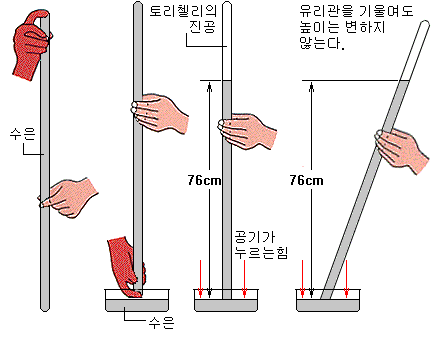 토리첼리의
진공
유리관을 기울여도
높이는 변하지
않는다.
수은
76cm
76cm
공기가
누르는힘
수은